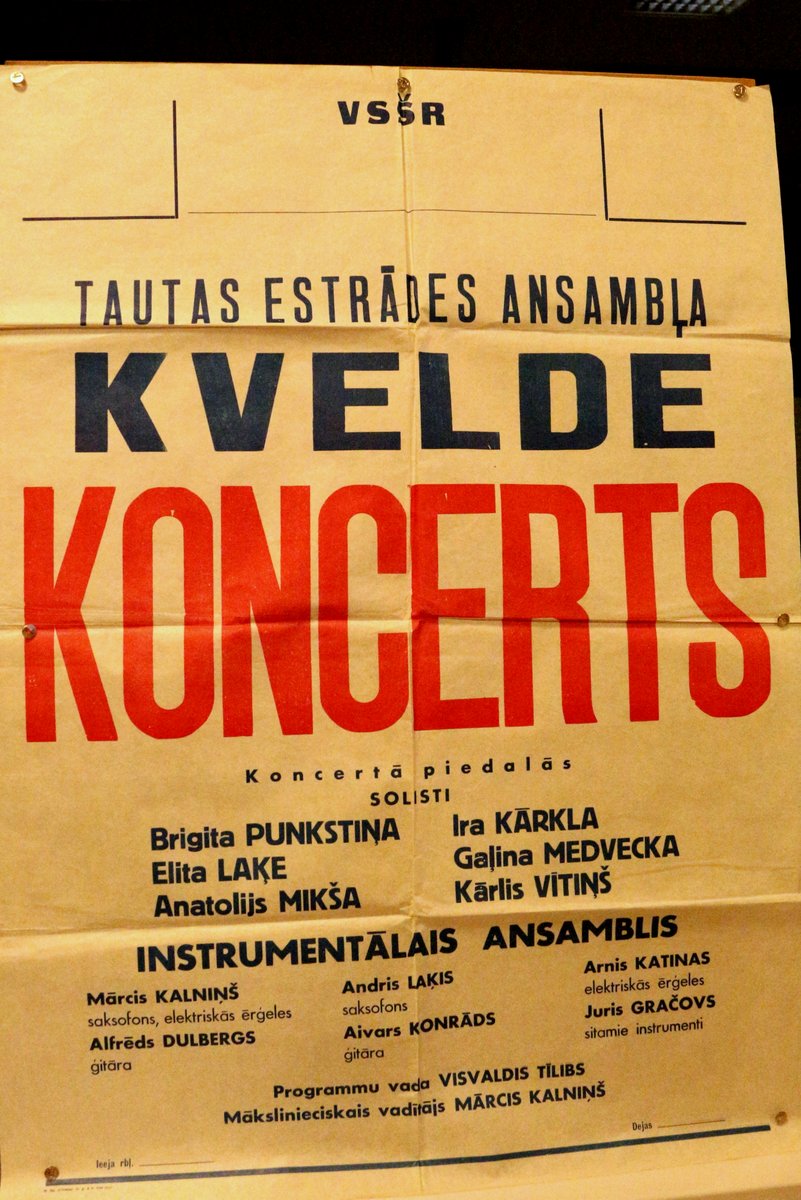 VSŠR
TAUTAS ESTRĀDES ANSAMBĻA
KVELDE
KONCERTS
Koncertā piedalās
SOLISTI
Brigita PUNKSTIŅA
Elita LAĶE
Anatolijs MIKŠA
Ira KĀRKLA
Gaļina MEDVECKA
Kārlis VĪTIŅŠ
INSTRUMENTĀLAIS ANSAMBLIS
Mārcis KALNIŅŠ
saksofons, elektriskās ērģeles
Alfrēds DULBERGS
ģitāra
Andris LAĶIS
saksofons
Aivars KONRĀDS
ģitāra
Arnis KATINAS
elektriskās ērģeles
Juris GRAČOVS
sitamie instrumenti
Programmu vada VISVALDIS TĪLIBS
Mākslinieciskais vadītājs MĀRCIS KALNIŅŠ
Ieeja rbļ.
Dejas